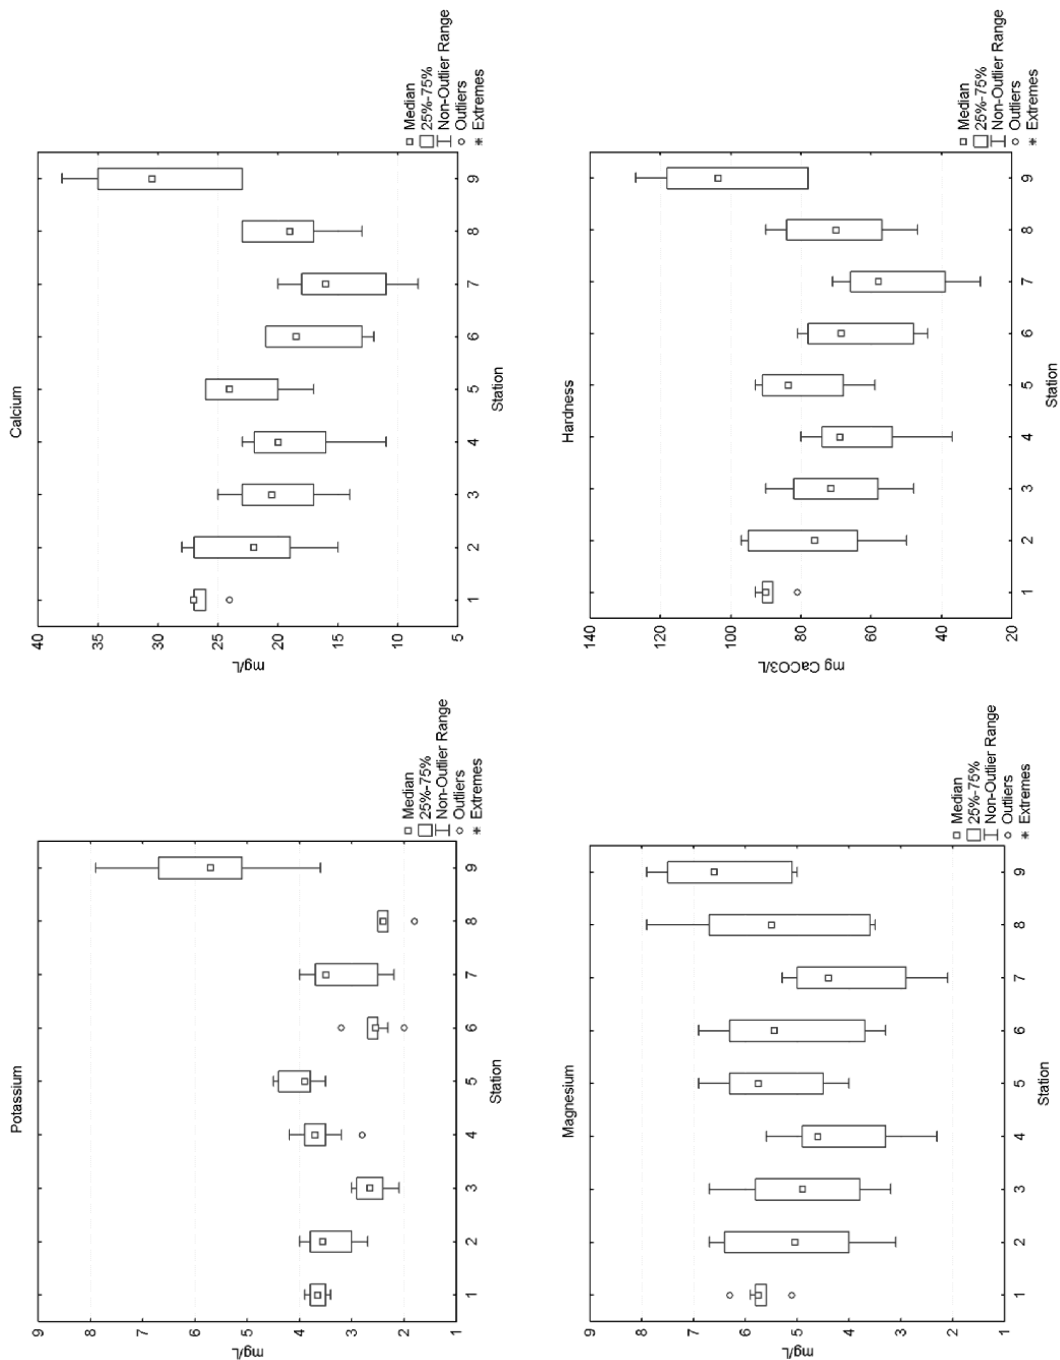 Potassium
9
8
7
6
5
4
3
2
1
mg/L
1 2 3 4 5 6 7 8 9
Station
Median
25%-75%
Non-Outlier Range
Outliers
Extremes
Calcium
40
35
30
25
20
15
10
5
mg/L
1 2 3 4 5 6 7 8 9
Station
Median
25%-75%
Non-Outlier Range
Outliers
Extremes
Magnesium
9
8
7
6
5
4
3
2
1
mg/L
1 2 3 4 5 6 7 8 9
Station
Median
25%-75%
Non-Outlier Range
Outliers
Extremes
Hardness
140
120
100
80
60
40
20
mg CaCO3/L
1 2 3 4 5 6 7 8 9
Station
Median
25%-75%
Non-Outlier Range
Outliers
Extremes